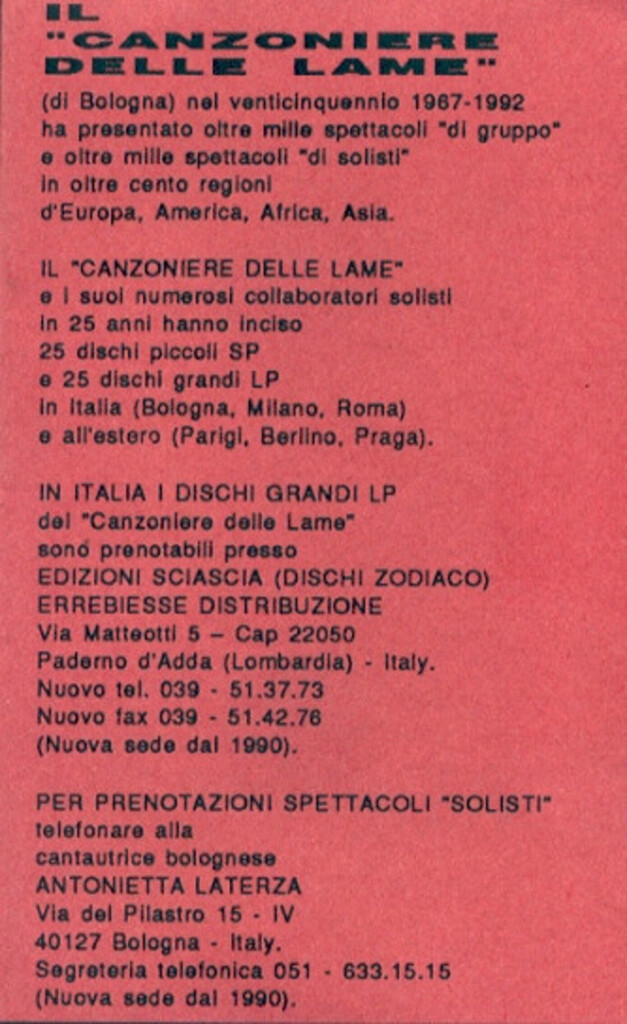 IL
"CANZONIERE
DELLE LAME"
(di Bologna) nel venticinquennio 1967-1992
ha presentato oltre mille spettacoli "di gruppo"
e oltre mille spettacoli "di solisti"
in oltre cento regioni
d'Europa, America, Africa, Asia.
IL "CANZONIERE DELLE LAME"
e i suoi numerosi collaboratori solisti
in 25 anni hanno inciso
25 dischi piccoli SP
e 25 dischi grandi LP
in Italia (Bologna, Milano, Roma)
e all'estero (Parigi, Berlino, Praga).
IN ITALIA I DISCHI GRANDI LP
del "Canzoniere delle Lame"
sono prenotabili presso
EDIZIONI SCIASCIA (DISCHI ZODIACO)
ERREBIESSE DISTRIBUZIONE
Via Matteotti 5 – Cap 22050
Paderno d'Adda (Lombardia) - Italy.
Nuovo tel. 039 - 51.37.73
Nuovo fax 039 - 51.42.76
(Nuova sede dal 1990).
PER PRENOTAZIONI SPETTACOLI "SOLISTI"
telefonare alla
cantautrice bolognese
ANTONIETTA LATERZA
Via del Pilastro 15 - IV
40127 Bologna - Italy.
Segreteria telefonica 051 - 633.15.15
(Nuova sede dal 1990).